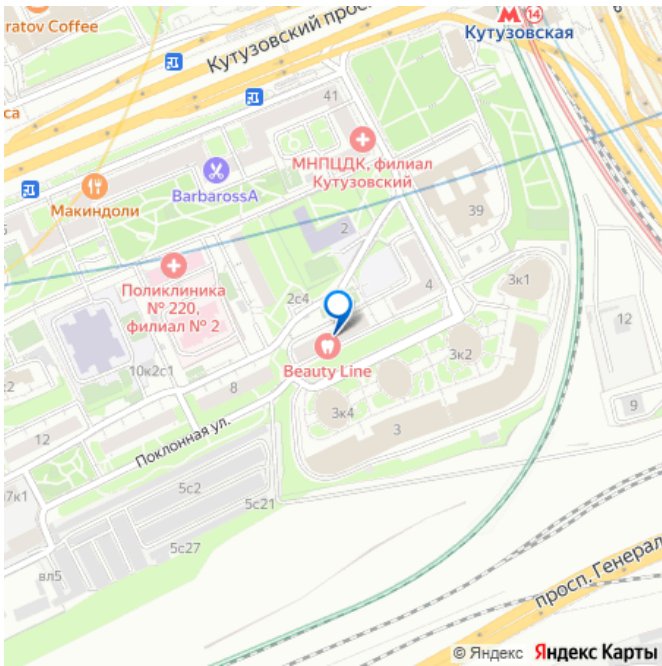 ratov Coffee
Кутузовский прос
М 14
Кутузовская
са
41
МНПЦДК, филиал
Кутузовский
BarbarossA
Макиндоли
39
2
Поликлиника
№ 220,
филиал № 2
2с4
4
3к1
12
3к2
Beauty Line
10к2с1
8
3к4
3
9
12
Поклонная ул.
5с2
5с21
5с27
вл5
просп. Генерал
© Яндекс Яндекс Карты